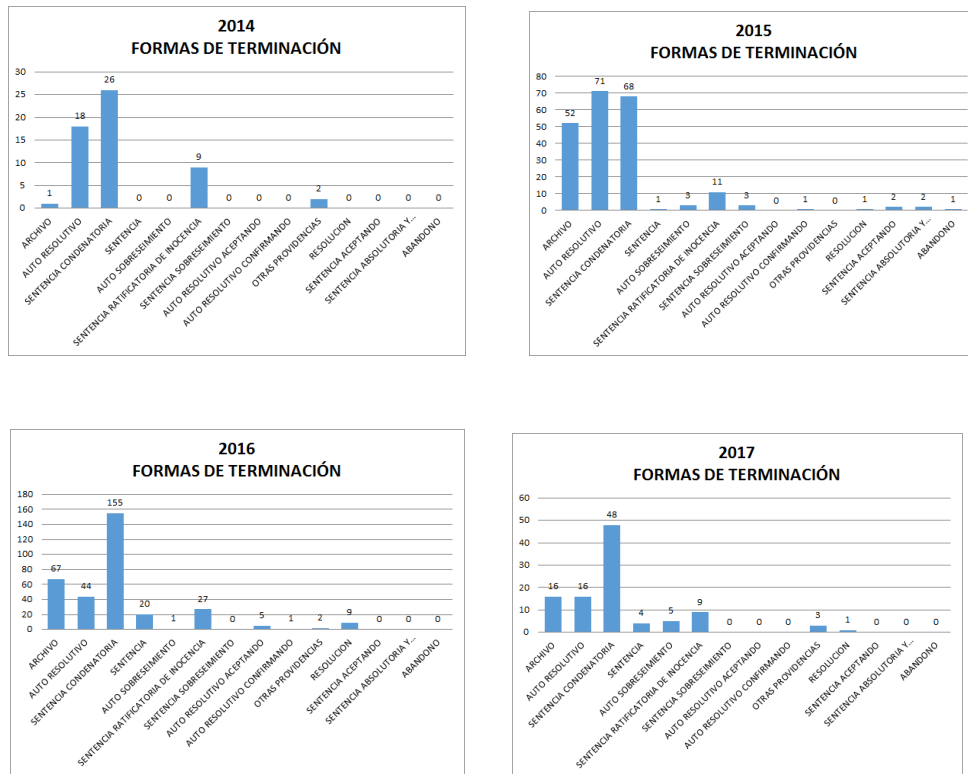 2014
FORMAS DE TERMINACIÓN
30
25
20
15
10
5
0
1
18
26
0
0
9
0
0
0
2
0
0
0
0
ARCHIVO
AUTO RESOLUTIVO
SENTENCIA CONDENATORIA
SENTENCIA
AUTO SOBRESEIMIENTO
SENTENCIA RATIFICATORIA DE INOCENCIA
SENTENCIA SOBRESEIMIENTO
AUTO RESOLUTIVO ACEPTANDO
AUTO RESOLUTIVO CONFIRMANDO
OTRAS PROVIDENCIAS
RESOLUCION
SENTENCIA ACEPTANDO
SENTENCIA ABSOLUTORIA Y...
ABANDONO
2015
FORMAS DE TERMINACIÓN
80
70
60
50
40
30
20
10
0
52
71
68
1
3
11
3
0
1
0
1
2
2
1
ARCHIVO
AUTO RESOLUTIVO
SENTENCIA CONDENATORIA
SENTENCIA
AUTO SOBRESEIMIENTO
SENTENCIA RATIFICATORIA DE INOCENCIA
SENTENCIA SOBRESEIMIENTO
AUTO RESOLUTIVO ACEPTANDO
AUTO RESOLUTIVO CONFIRMANDO
OTRAS PROVIDENCIAS
RESOLUCION
SENTENCIA ACEPTANDO
SENTENCIA ABSOLUTORIA Y...
ABANDONO
2016
FORMAS DE TERMINACIÓN
180
160
140
120
100
80
60
40
20
0
67
44
155
20
1
27
0
5
1
2
9
0
0
0
ARCHIVO
AUTO RESOLUTIVO
SENTENCIA CONDENATORIA
SENTENCIA
AUTO SOBRESEIMIENTO
SENTENCIA RATIFICATORIA DE INOCENCIA
SENTENCIA SOBRESEIMIENTO
AUTO RESOLUTIVO ACEPTANDO
AUTO RESOLUTIVO CONFIRMANDO
OTRAS PROVIDENCIAS
RESOLUCION
SENTENCIA ACEPTANDO
SENTENCIA ABSOLUTORIA Y...
ABANDONO
2017
FORMAS DE TERMINACIÓN
60
50
40
30
20
10
0
16
16
48
4
5
9
0
0
0
3
1
0
0
0
ARCHIVO
AUTO RESOLUTIVO
SENTENCIA CONDENATORIA
SENTENCIA
AUTO SOBRESEIMIENTO
SENTENCIA RATIFICATORIA DE INOCENCIA
SENTENCIA SOBRESEIMIENTO
AUTO RESOLUTIVO ACEPTANDO
AUTO RESOLUTIVO CONFIRMANDO
OTRAS PROVIDENCIAS
RESOLUCION
SENTENCIA ACEPTANDO
SENTENCIA ABSOLUTORIA Y...
ABANDONO